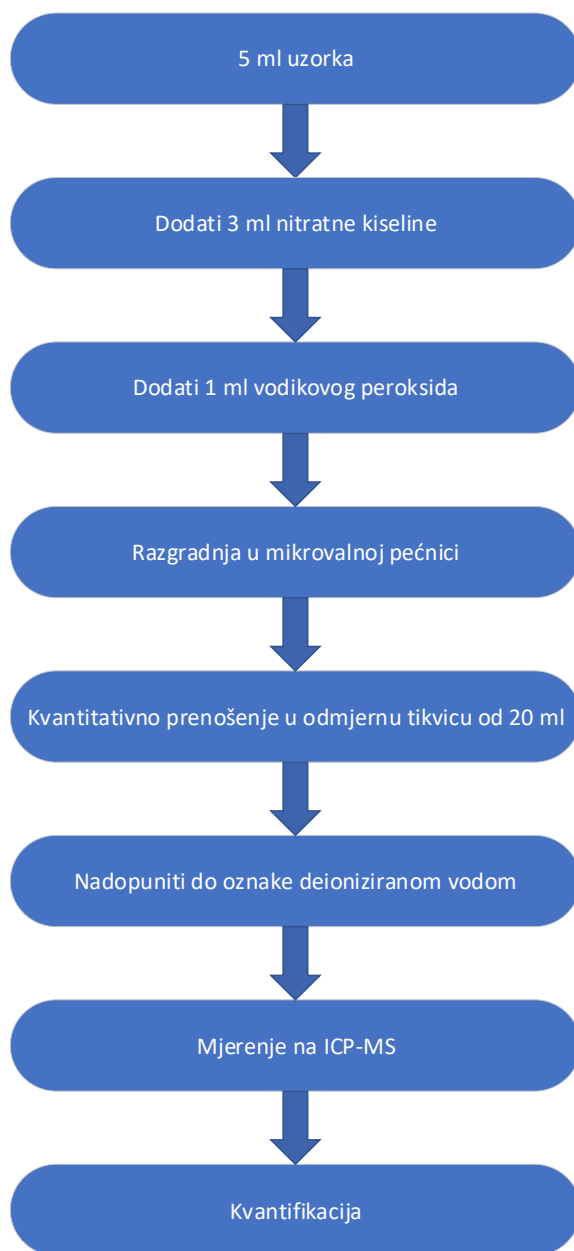 5 ml uzorka
Dodati 3 ml nitratne kiseline
Dodati 1 ml vodikovog peroksida
Razgradnja u mikrovalnoj pećnici
Kvantitativno prenošenje u odmjernu tikvicu od 20 ml
Nadopuniti do oznake deioniziranom vodom
Mjerenje na ICP-MS
Kvantifikacija